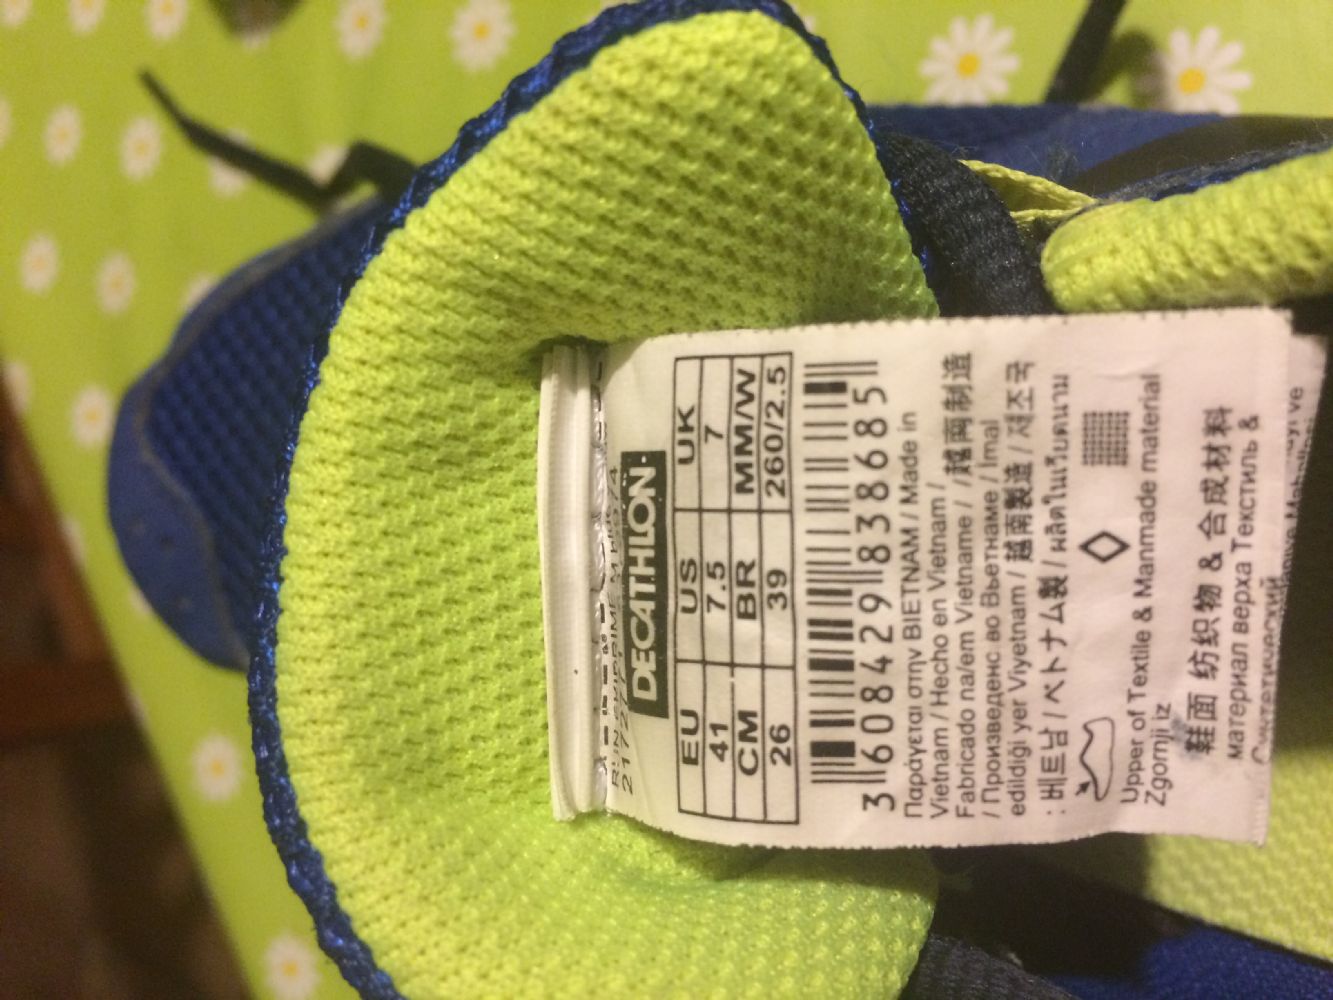 DECATHLON
EU US UK
41 7.5 7
CM BR MM/W
26 39 260/2.5
3 608429 838685
Παράγεται στην ΒΙΕΤΝΑΜ / Made in
Vietnam / Hecho en Vietnam /
Fabricado na/em Vietname / /越南制造
/ Произведенс во Вьетнаме / İmal
edildiği yer Viyetnam / 越南製造 / 제조국
: 베트남 / ベトナム製 / ผลิตในเวียดนาม
Upper of Textile & Manmade material
Zgornji iz
鞋面 纺织物 & 合成材料
материал верха Текстиль &
Синтетический